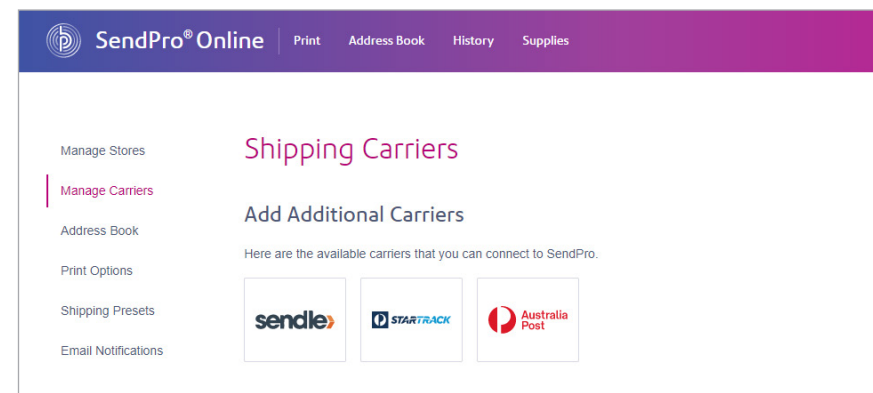 SendPro® Online
Print
Address Book
History
Supplies
Manage Stores
Manage Carriers
Address Book
Print Options
Shipping Presets
Email Notifications
Shipping Carriers
Add Additional Carriers
Here are the available carriers that you can connect to SendPro.
sendle
STARTRACK
Australia
Post